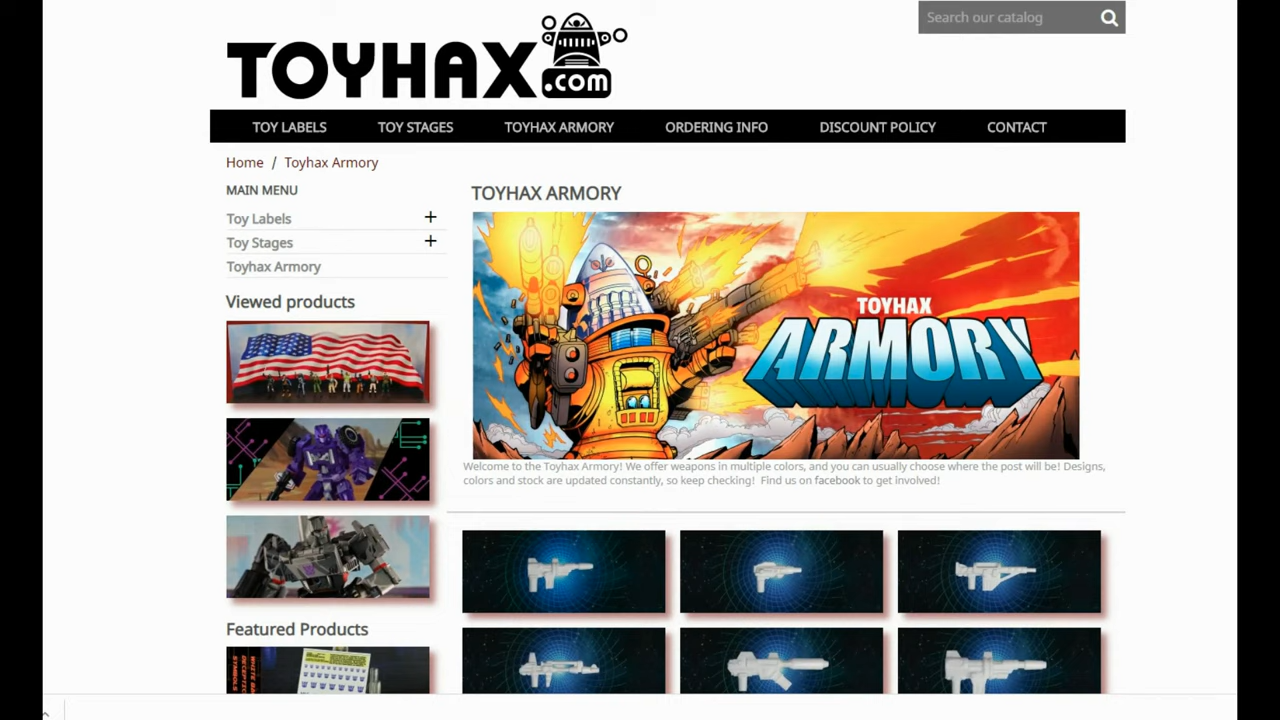 TOYHAX
.com
Search our catalog
TOY LABELS
TOY STAGES
TOYHAX ARMORY
ORDERING INFO
DISCOUNT POLICY
CONTACT
Home / Toyhax Armory
MAIN MENU
Toy Labels +
Toy Stages +
Toyhax Armory
Viewed products
Featured Products
TOYHAX ARMORY
TOYHAX
ARMORY
Welcome to the Toyhax Armory! We offer weapons in multiple colors, and you can usually choose where the post will be! Designs,
colors and stock are updated constantly, so keep checking!  Find us on facebook to get involved!